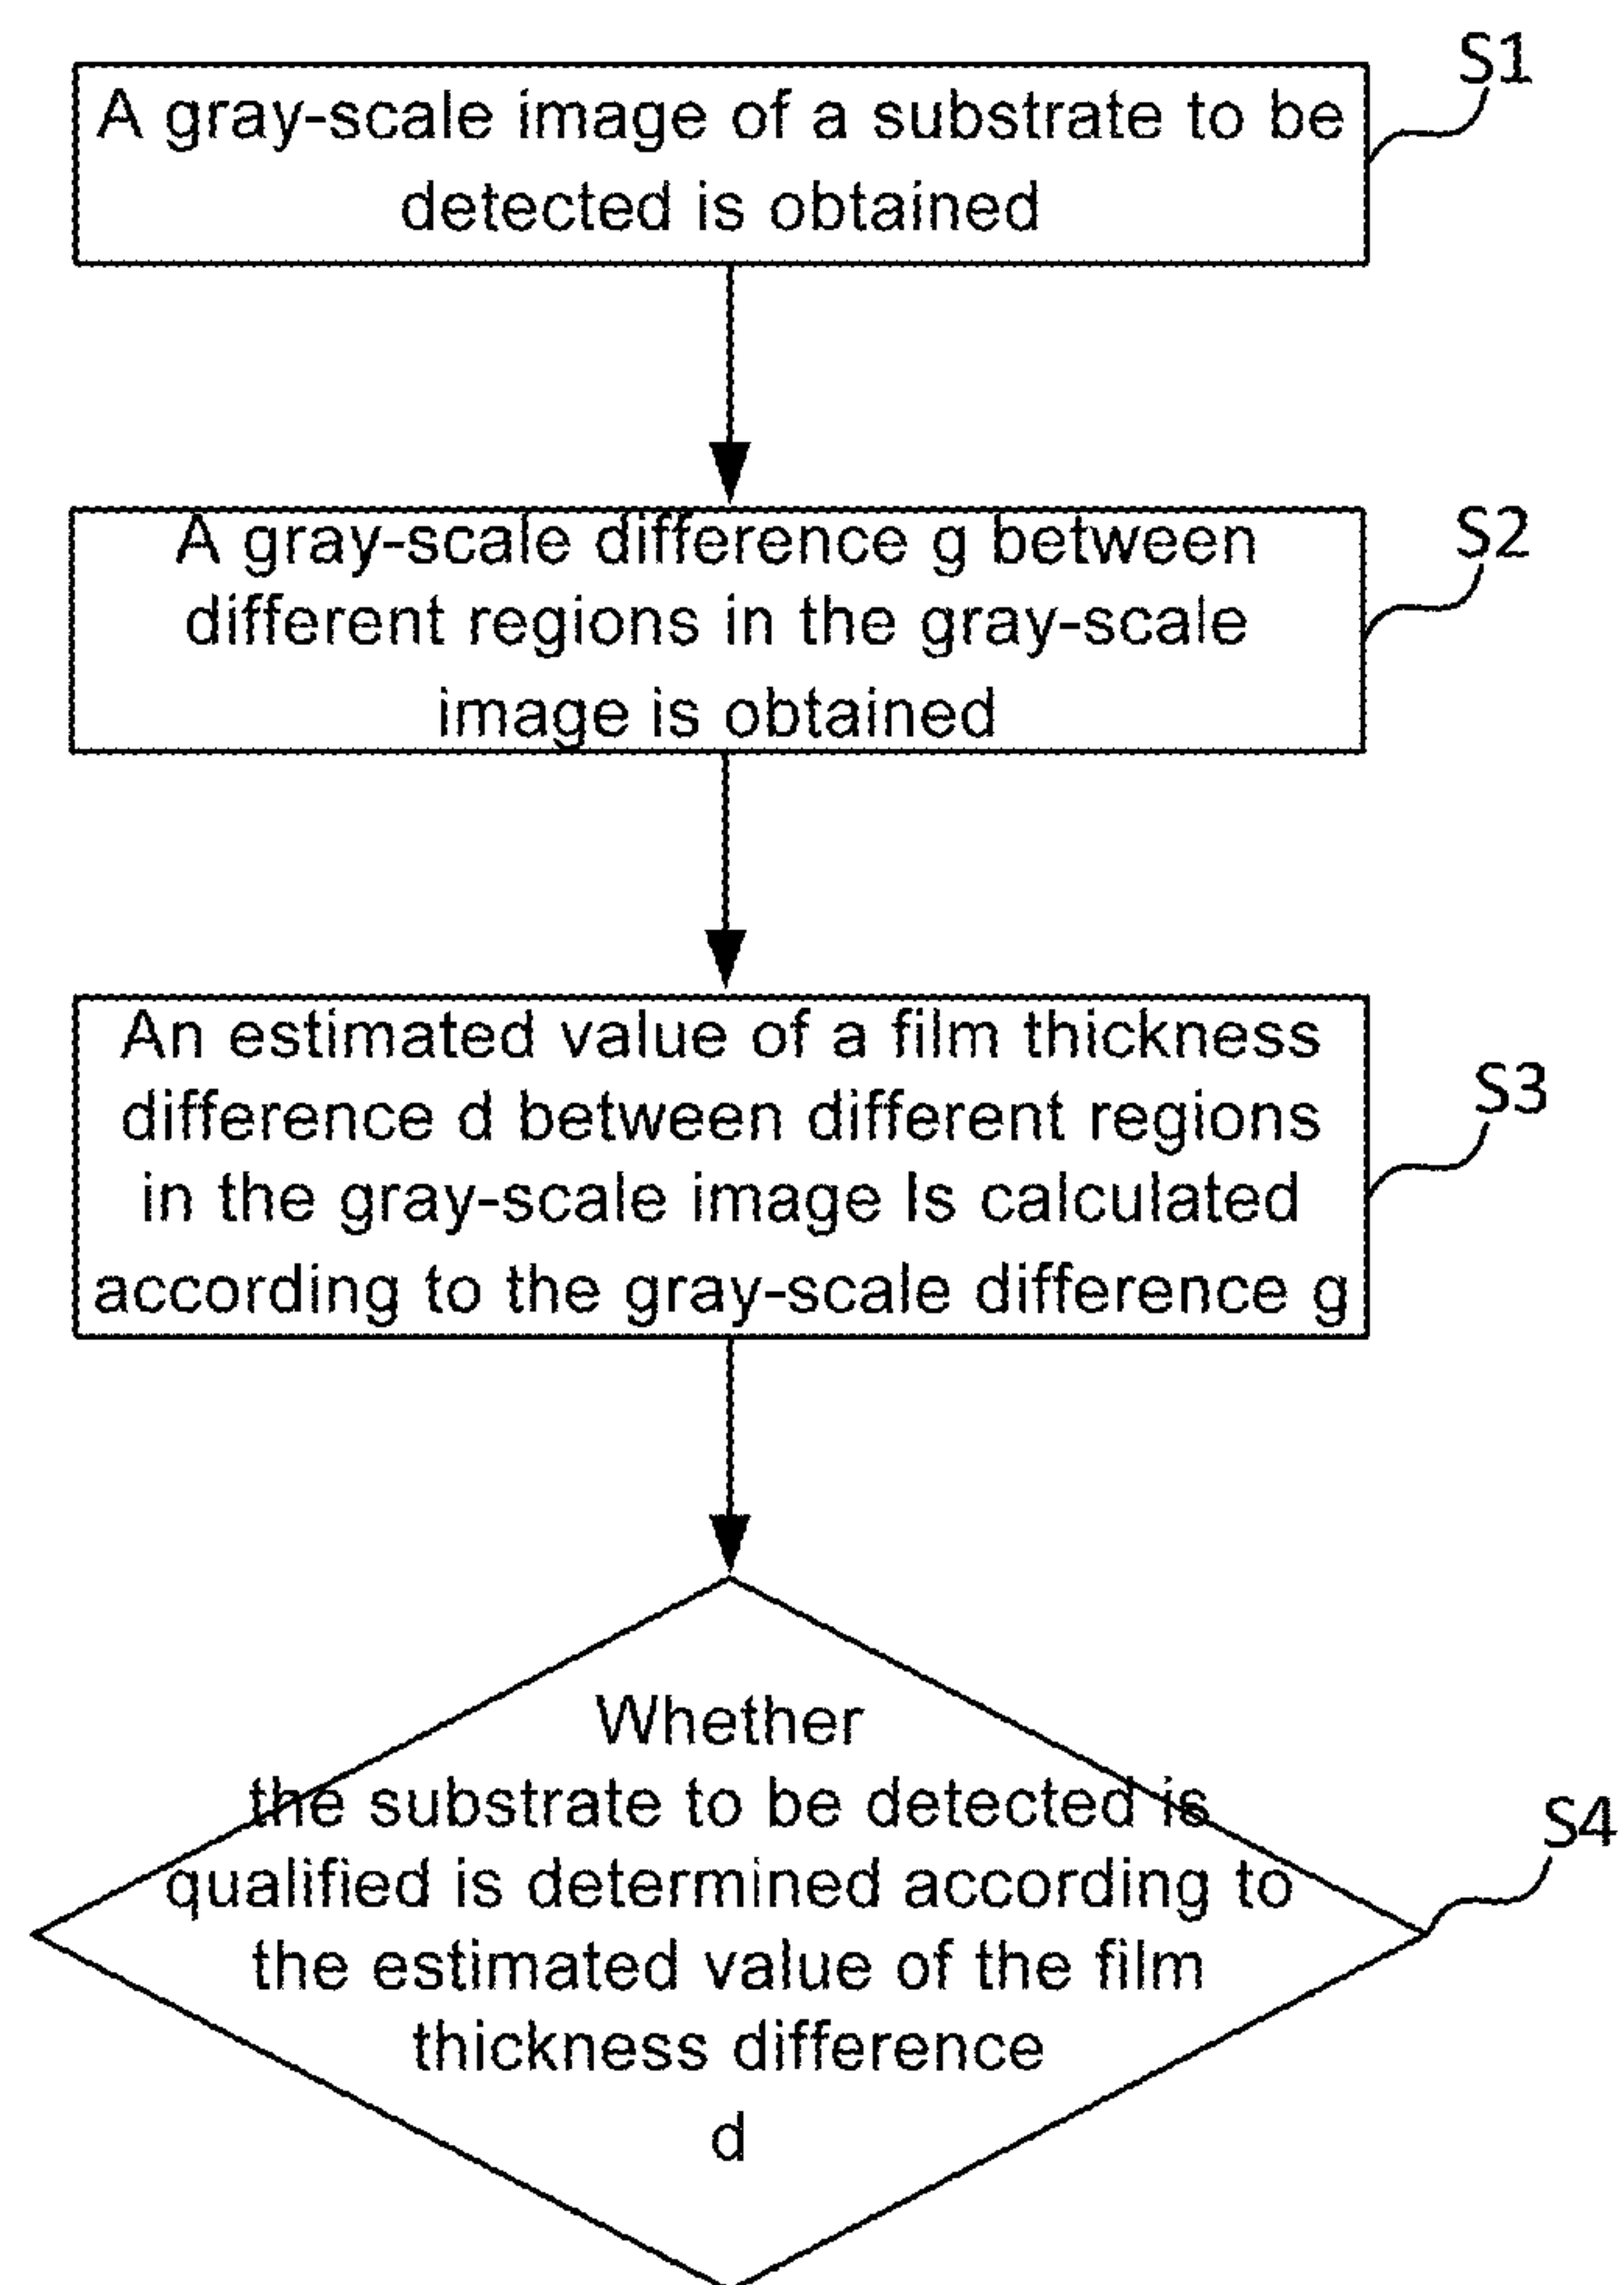 S1
A gray-scale image of a substrate to be
detected is obtained
S2
A gray-scale difference g between
different regions in the gray-scale
image is obtained
S3
An estimated value of a film thickness
difference d between different regions
in the gray-scale image Is calculated
according to the gray-scale difference g
S4
Whether
the substrate to be detected is
qualified is determined according to
the estimated value of the film
thickness difference
d